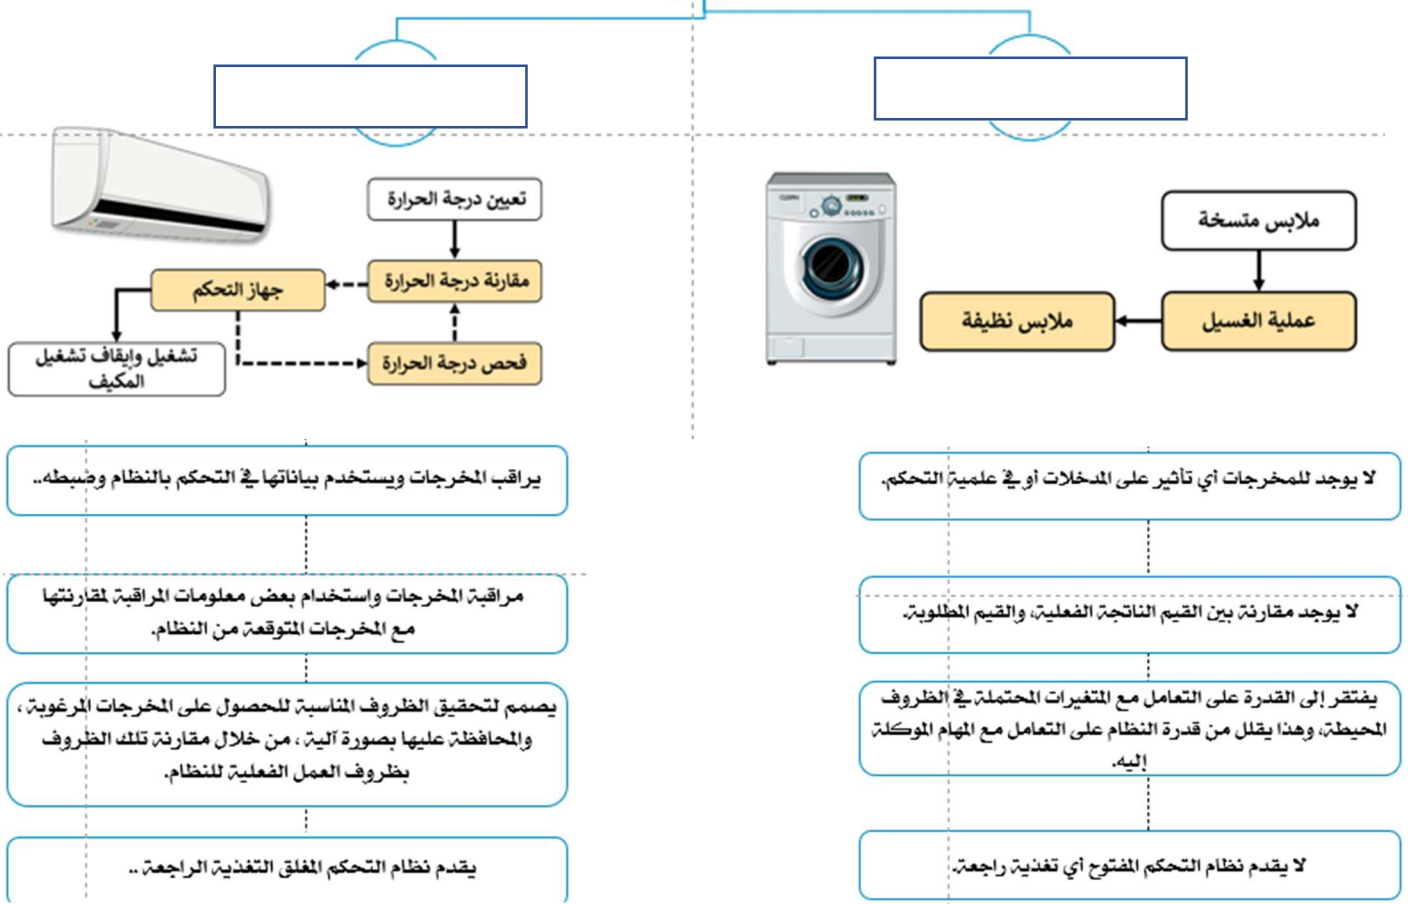 ملابس متسخة
عملية الغسيل
ملابس نظيفة
لا يوجد للمخرجات أي تأثير على المدخلات أو في علمية التحكم.
لا يوجد مقارنة بين القيم الناتجة الفعلية، والقيم المطلوبة.
يفتقر إلى القدرة على التعامل مع المتغيرات المحتملة في الظروف
المحيطة، وهذا يقلل من قدرة النظام على التعامل مع المهام الموكلة
إليه.
لا يقدم نظام التحكم المفتوح أي تغذية راجعة.
تعيين درجة الحرارة
مقارنة درجة الحرارة
جهاز التحكم
فحص درجة الحرارة
تشغيل وإيقاف تشغيل
المكيف
يراقب المخرجات ويستخدم بياناتها في التحكم بالنظام وضبطه..
مراقبة المخرجات واستخدام بعض معلومات المراقبة لمقارنتها
مع المخرجات المتوقعة من النظام.
يصمم لتحقيق الظروف المناسبة للحصول على المخرجات المرغوبة ،
والمحافظة عليها بصورة آلية ، من خلال مقارنة تلك الظروف
بظروف العمل الفعلية للنظام.
يقدم نظام التحكم المغلق التغذية الراجعة ..